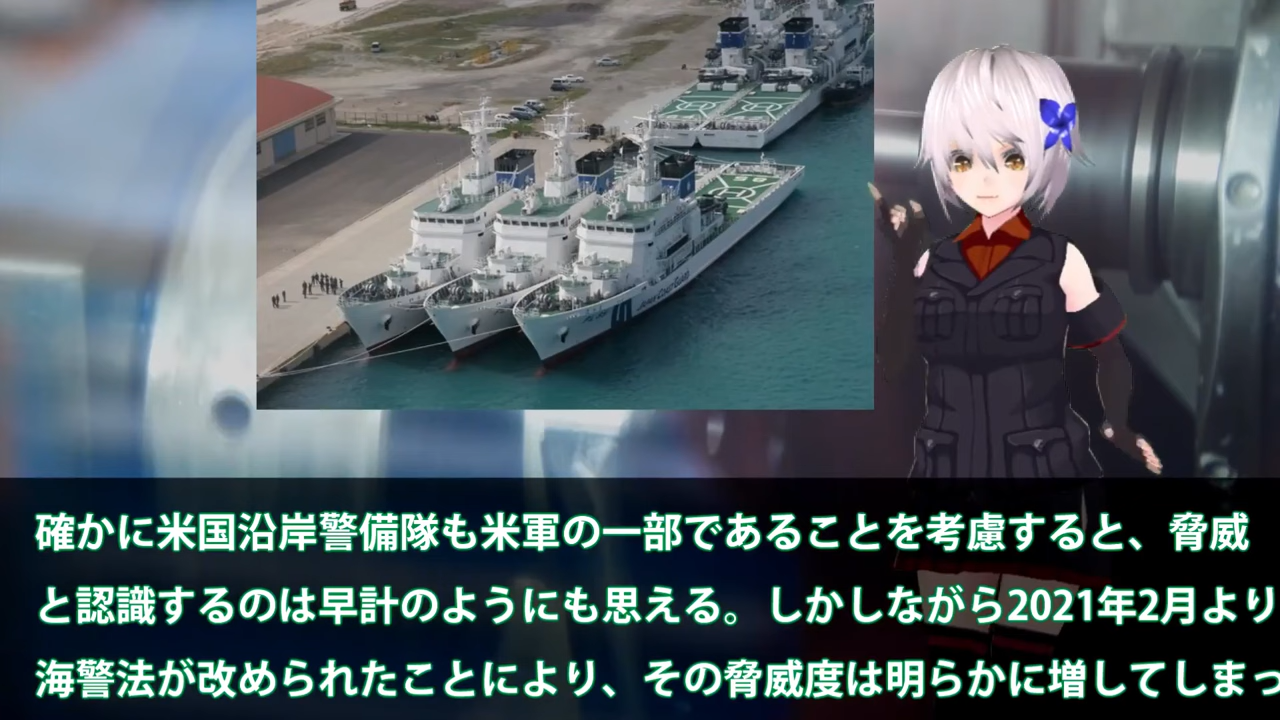 JAPAN COAST GUARD
確かに米国沿岸警備隊も米軍の一部であることを考慮すると、脅威
と認識するのは早計のようにも思える。しかしながら2021年2月より
海警法が改められたことにより、その脅威度は明らかに増してしまっ